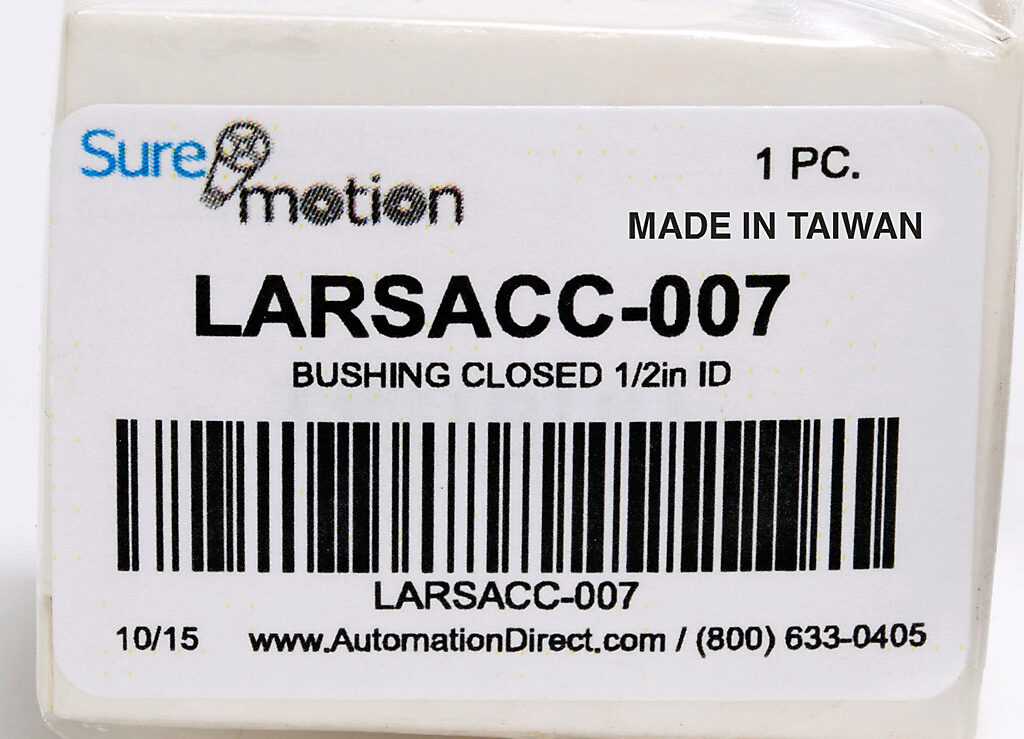 Sure motion
1 PC.
MADE IN TAIWAN
LARSACC-007
BUSHING CLOSED 1/2in ID
LARSACC-007
10/15 www.AutomationDirect.com / (800) 633-0405